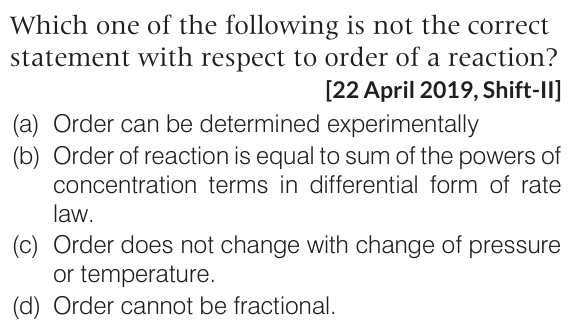 Which one of the following is not the correct
statement with respect to order of a reaction?
[22 April 2019, Shift-II]
(a) Order can be determined experimentally
(b) Order of reaction is equal to sum of the powers of
concentration terms in differential form of rate
law.
(c) Order does not change with change of pressure
or temperature.
(d) Order cannot be fractional.